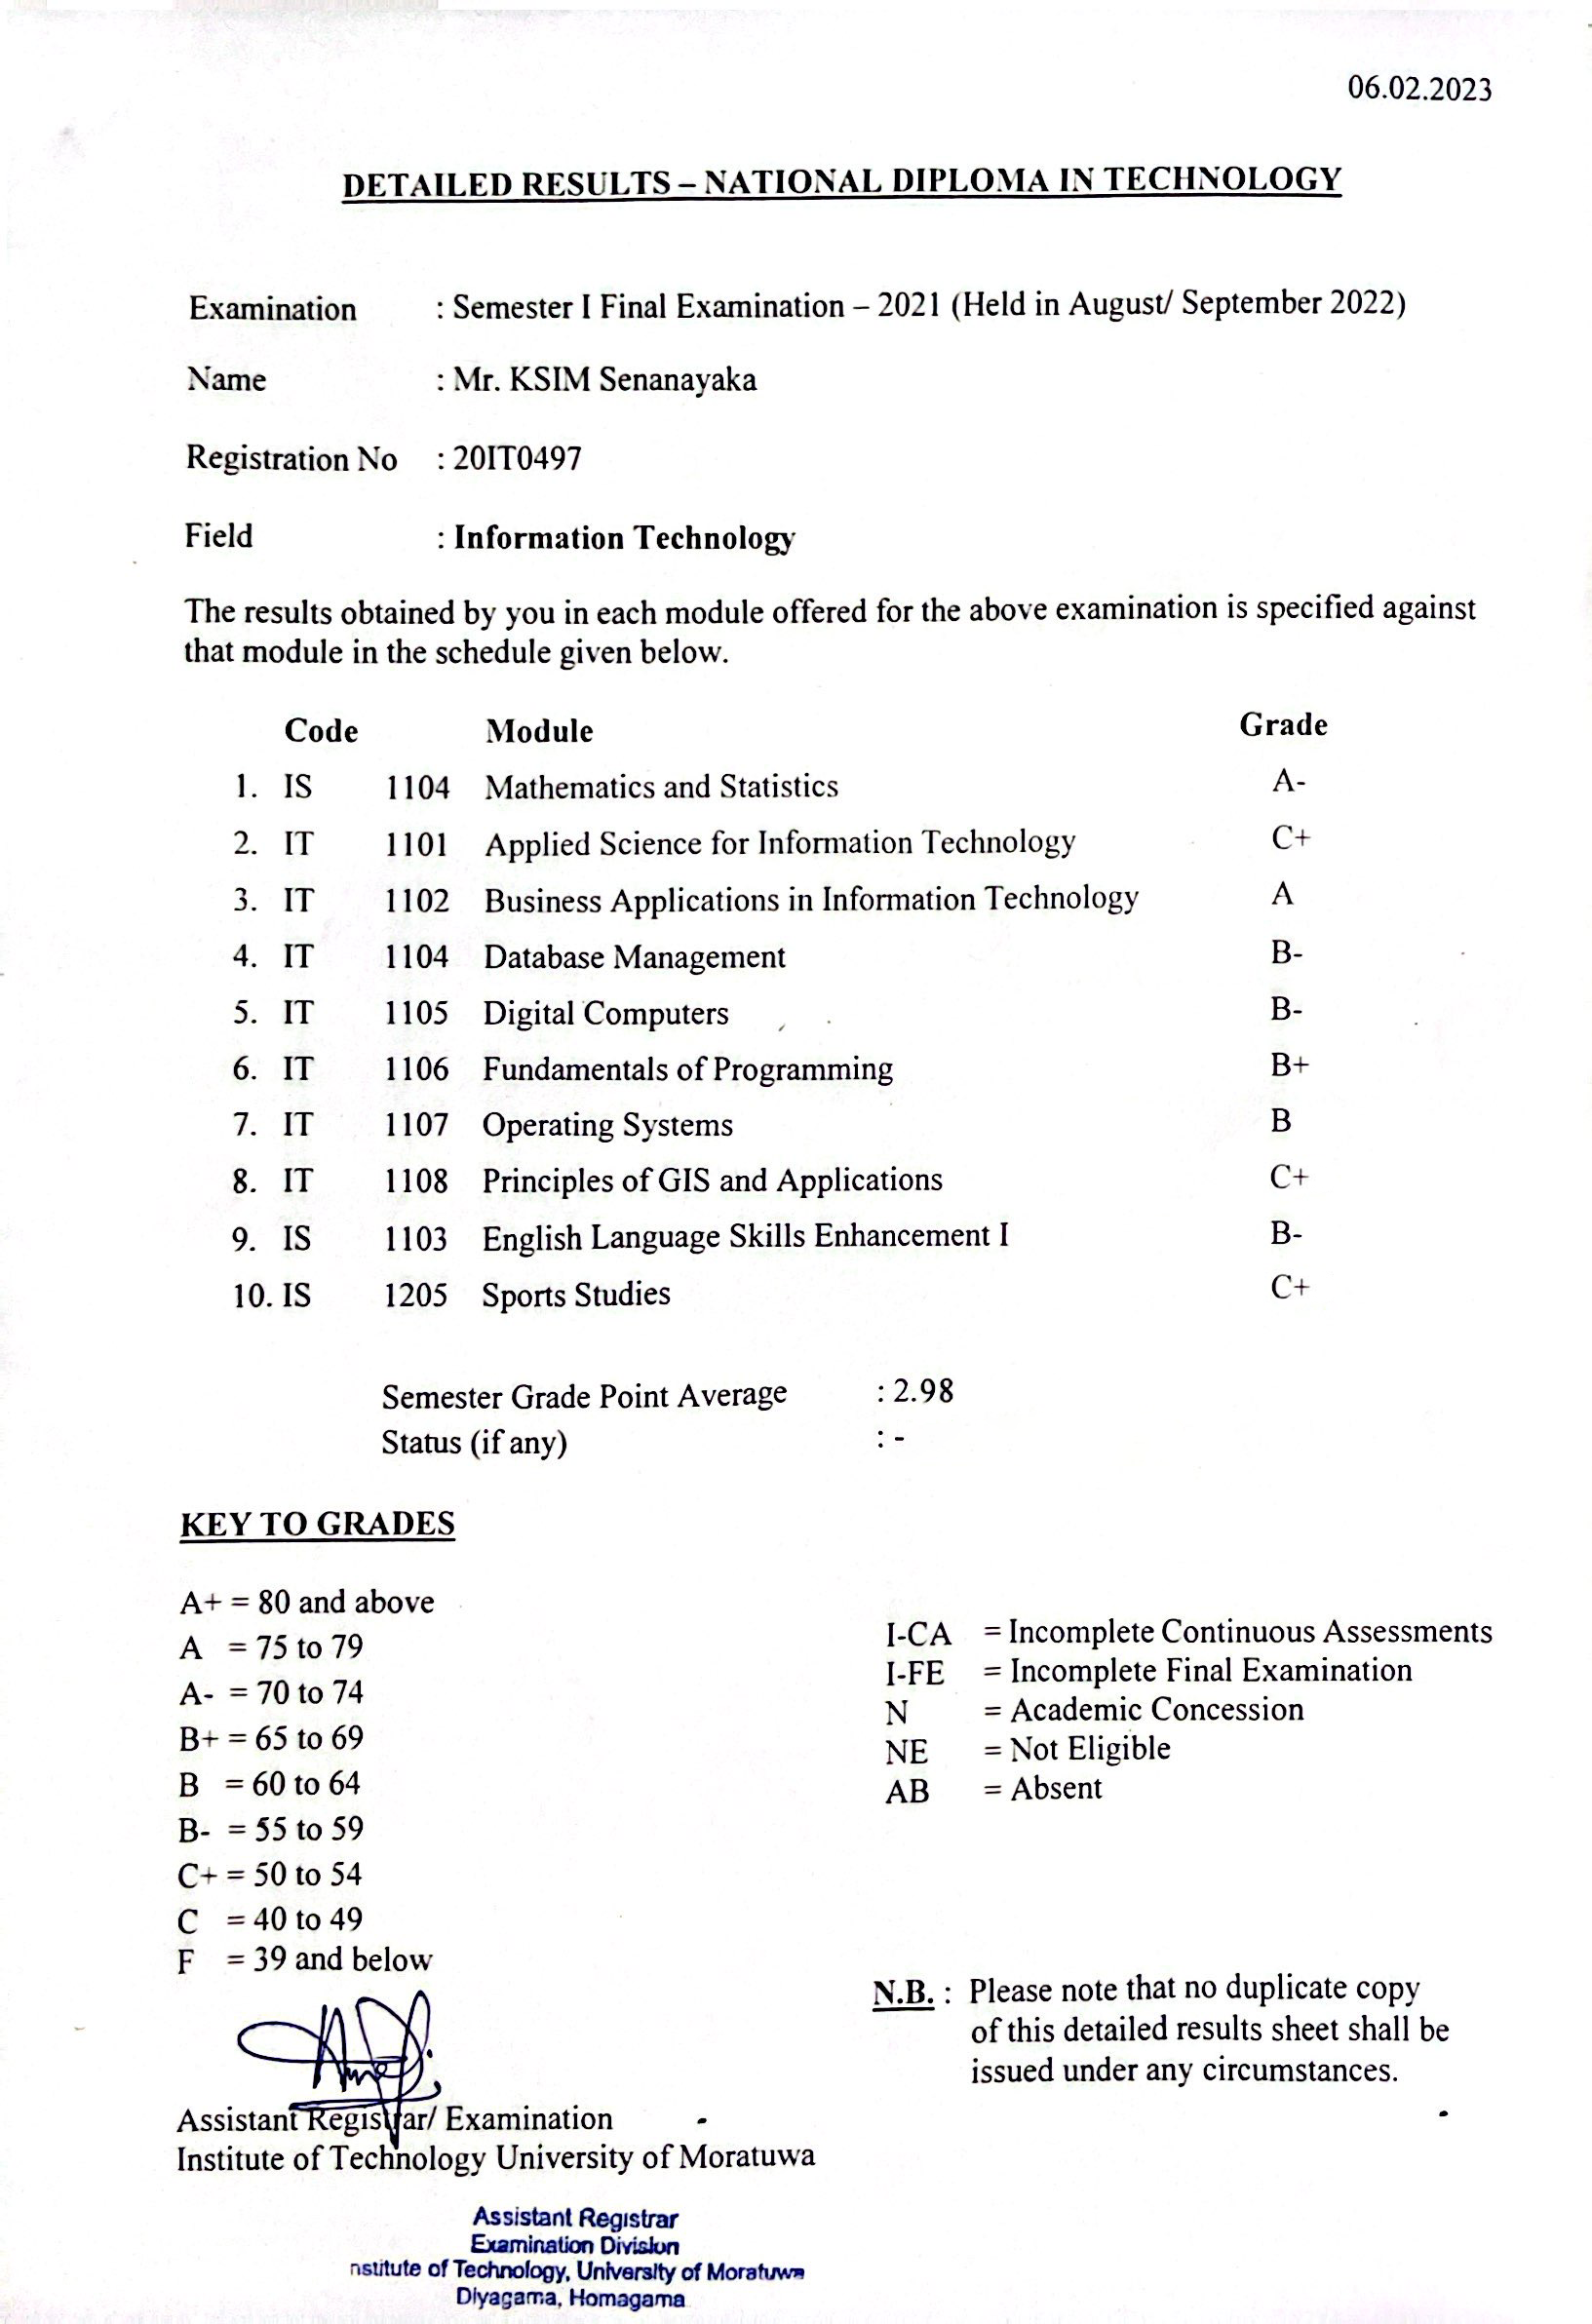 06.02.2023
DETAILED RESULTS – NATIONAL DIPLOMA IN TECHNOLOGY
Examination : Semester I Final Examination – 2021 (Held in August/ September 2022)
Name : Mr. KSIM Senanayaka
Registration No : 20IT0497
Field : Information Technology
The results obtained by you in each module offered for the above examination is specified against
that module in the schedule given below.
Code Module Grade
1. IS 1104 Mathematics and Statistics A-
2. IT 1101 Applied Science for Information Technology C+
3. IT 1102 Business Applications in Information Technology A
4. IT 1104 Database Management B-
5. IT 1105 Digital Computers B-
6. IT 1106 Fundamentals of Programming B+
7. IT 1107 Operating Systems B
8. IT 1108 Principles of GIS and Applications C+
9. IS 1103 English Language Skills Enhancement I B-
10. IS 1205 Sports Studies C+
Semester Grade Point Average : 2.98
Status (if any) : -
KEY TO GRADES
A+ = 80 and above
A = 75 to 79
A- = 70 to 74
B+ = 65 to 69
B = 60 to 64
B- = 55 to 59
C+ = 50 to 54
C = 40 to 49
F = 39 and below
I-CA = Incomplete Continuous Assessments
I-FE = Incomplete Final Examination
N = Academic Concession
NE = Not Eligible
AB = Absent
N.B. : Please note that no duplicate copy
of this detailed results sheet shall be
issued under any circumstances.
Assistant Registrar/ Examination
Institute of Technology University of Moratuwa
Assistant Registrar
Examination Division
nstitute of Technology, University of Moratuwa
Diyagama, Homagama